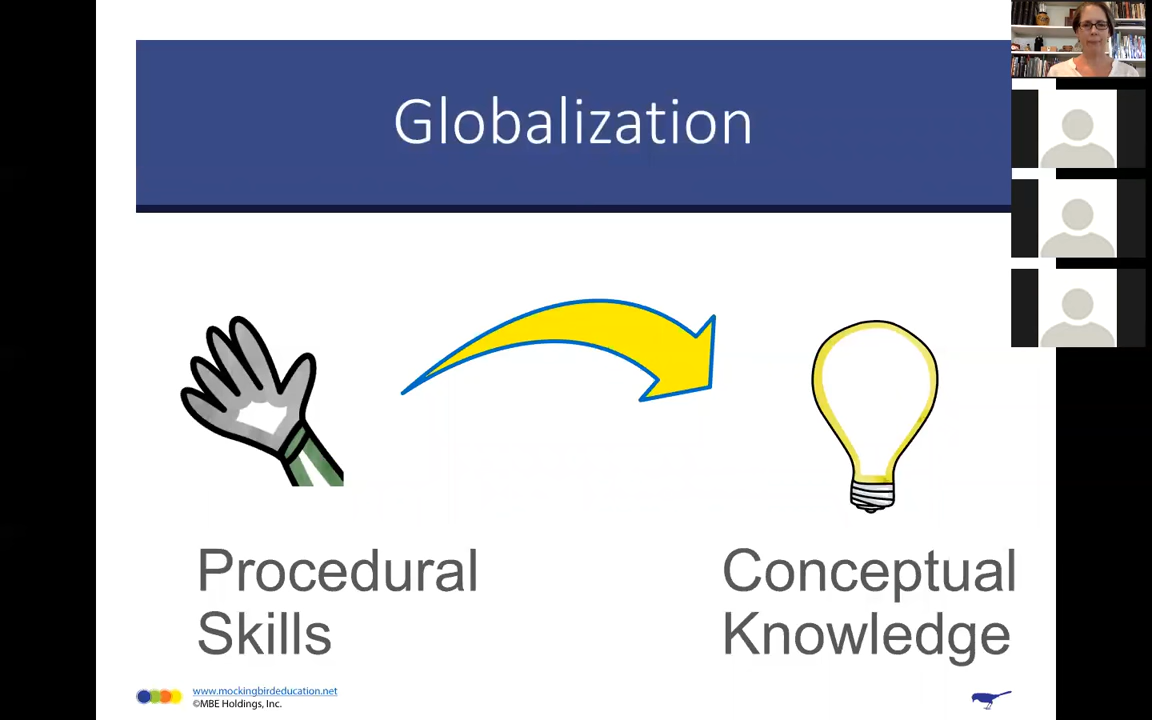 Globalization
Procedural
Skills
Conceptual
Knowledge
www.mockingbirdeducation.net
©MBE Holdings, Inc.